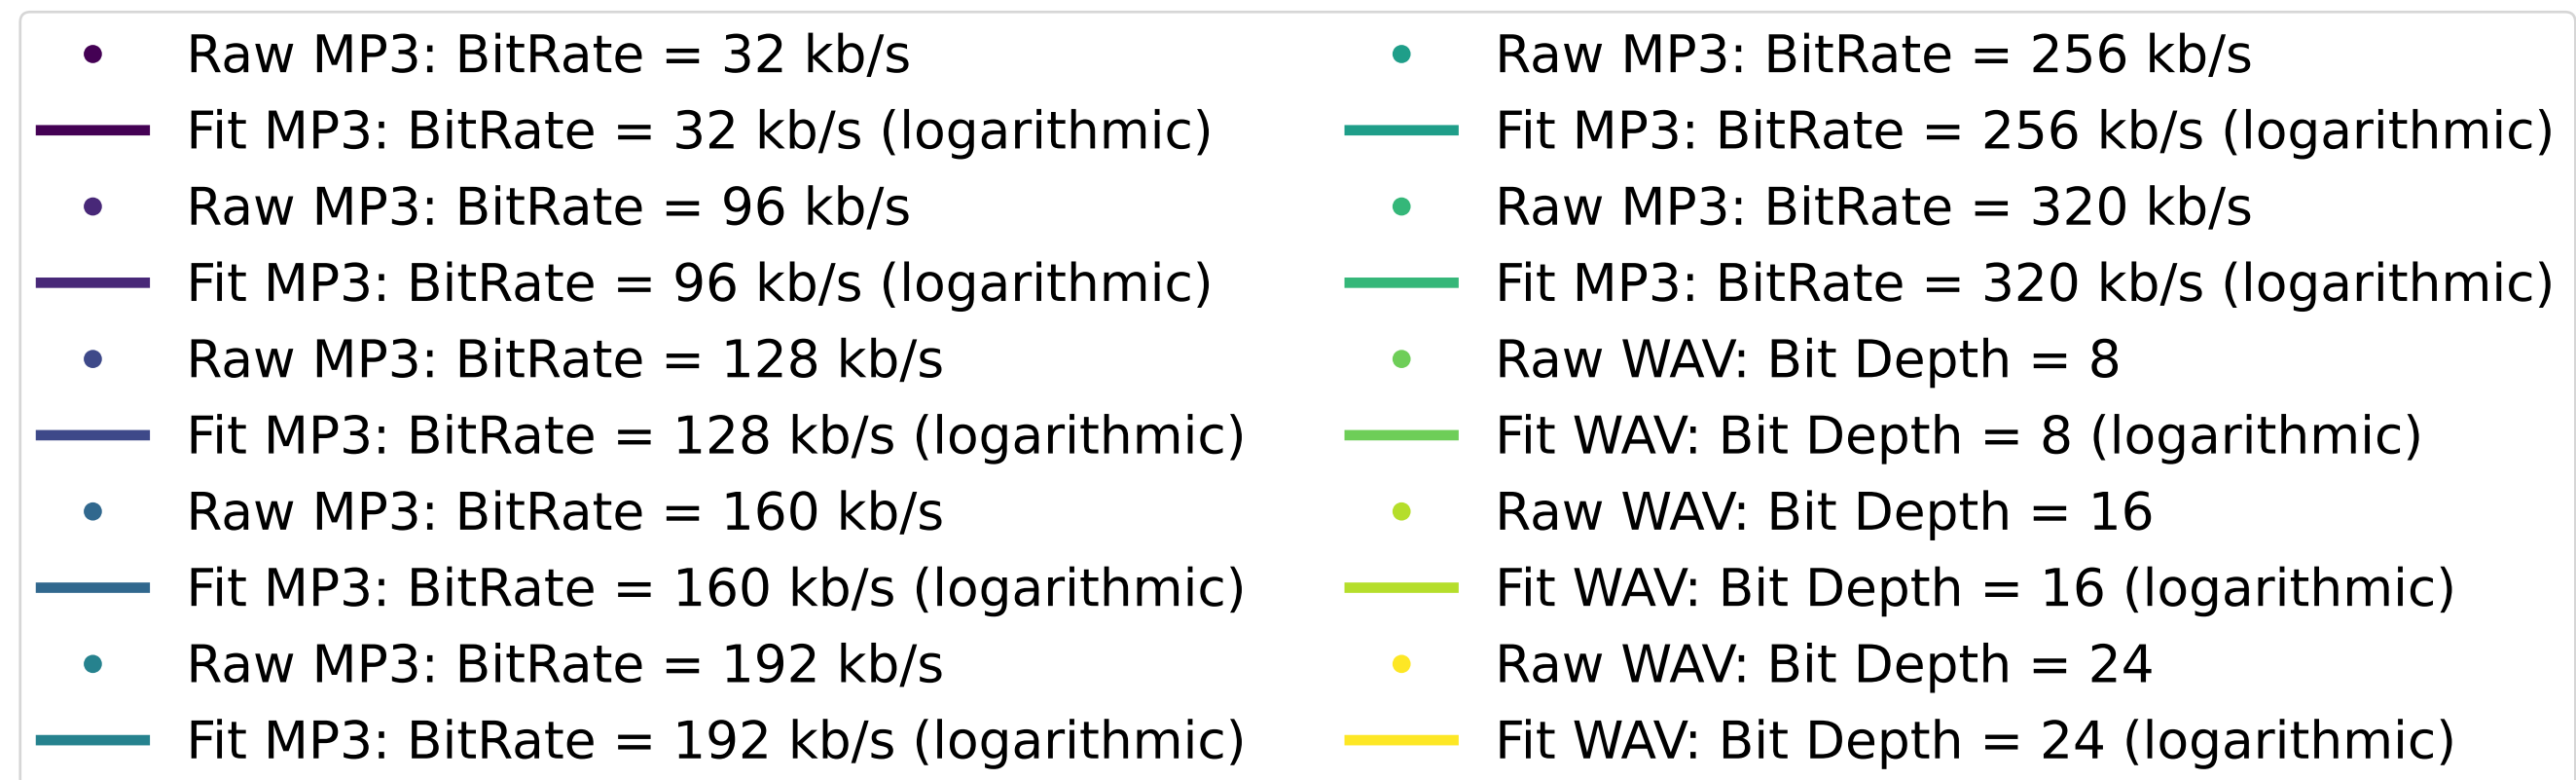 Raw MP3: BitRate = 32 kb/s
Fit MP3: BitRate = 32 kb/s (logarithmic)
Raw MP3: BitRate = 96 kb/s
Fit MP3: BitRate = 96 kb/s (logarithmic)
Raw MP3: BitRate = 128 kb/s
Fit MP3: BitRate = 128 kb/s (logarithmic)
Raw MP3: BitRate = 160 kb/s
Fit MP3: BitRate = 160 kb/s (logarithmic)
Raw MP3: BitRate = 192 kb/s
Fit MP3: BitRate = 192 kb/s (logarithmic)
Raw MP3: BitRate = 256 kb/s
Fit MP3: BitRate = 256 kb/s (logarithmic)
Raw MP3: BitRate = 320 kb/s
Fit MP3: BitRate = 320 kb/s (logarithmic)
Raw WAV: Bit Depth = 8
Fit WAV: Bit Depth = 8 (logarithmic)
Raw WAV: Bit Depth = 16
Fit WAV: Bit Depth = 16 (logarithmic)
Raw WAV: Bit Depth = 24
Fit WAV: Bit Depth = 24 (logarithmic)